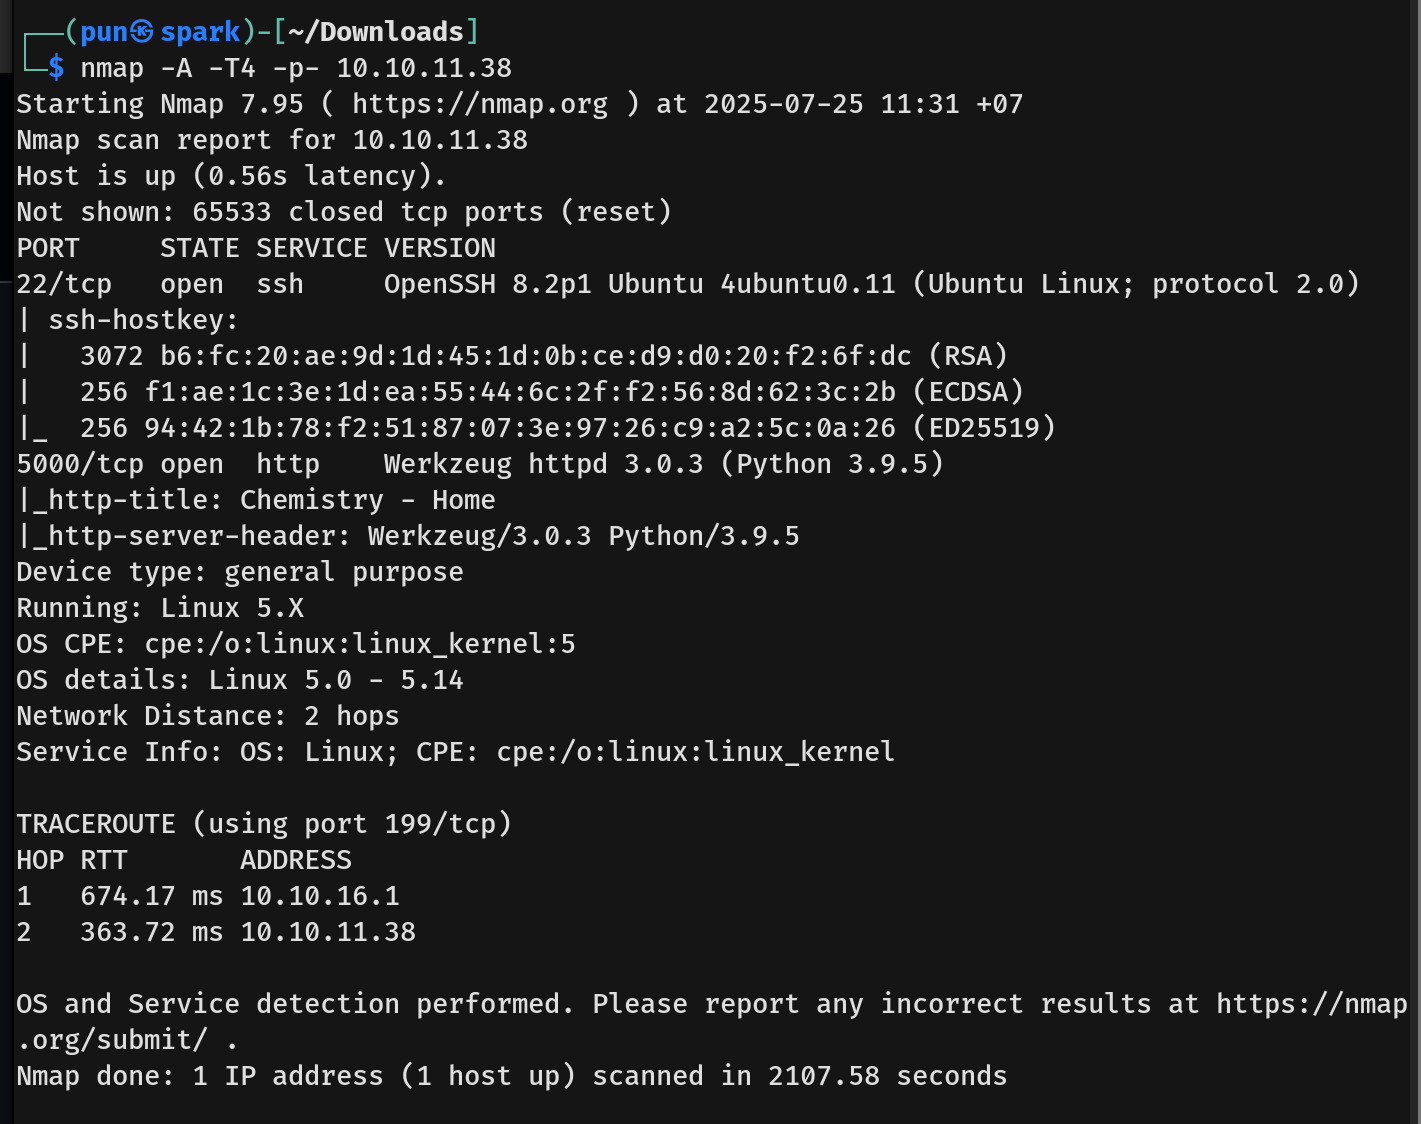 ┌──(pun㉿spark)-[~/Downloads]
└─$ nmap -A -T4 -p- 10.10.11.38
Starting Nmap 7.95 ( https://nmap.org ) at 2025-07-25 11:31 +07
Nmap scan report for 10.10.11.38
Host is up (0.56s latency).
Not shown: 65533 closed tcp ports (reset)
PORT     STATE SERVICE VERSION
22/tcp   open  ssh     OpenSSH 8.2p1 Ubuntu 4ubuntu0.11 (Ubuntu Linux; protocol 2.0)
| ssh-hostkey:
|   3072 b6:fc:20:ae:9d:1d:45:1d:0b:ce:d9:d0:20:f2:6f:dc (RSA)
|   256 f1:ae:1c:3e:1d:ea:55:44:6c:2f:f2:56:8d:62:3c:2b (ECDSA)
|_  256 94:42:1b:78:f2:51:87:07:3e:97:26:c9:a2:5c:0a:26 (ED25519)
5000/tcp open  http    Werkzeug httpd 3.0.3 (Python 3.9.5)
|_http-title: Chemistry - Home
|_http-server-header: Werkzeug/3.0.3 Python/3.9.5
Device type: general purpose
Running: Linux 5.X
OS CPE: cpe:/o:linux:linux_kernel:5
OS details: Linux 5.0 - 5.14
Network Distance: 2 hops
Service Info: OS: Linux; CPE: cpe:/o:linux:linux_kernel

TRACEROUTE (using port 199/tcp)
HOP RTT       ADDRESS
1   674.17 ms 10.10.16.1
2   363.72 ms 10.10.11.38

OS and Service detection performed. Please report any incorrect results at https://nmap
.org/submit/ .
Nmap done: 1 IP address (1 host up) scanned in 2107.58 seconds